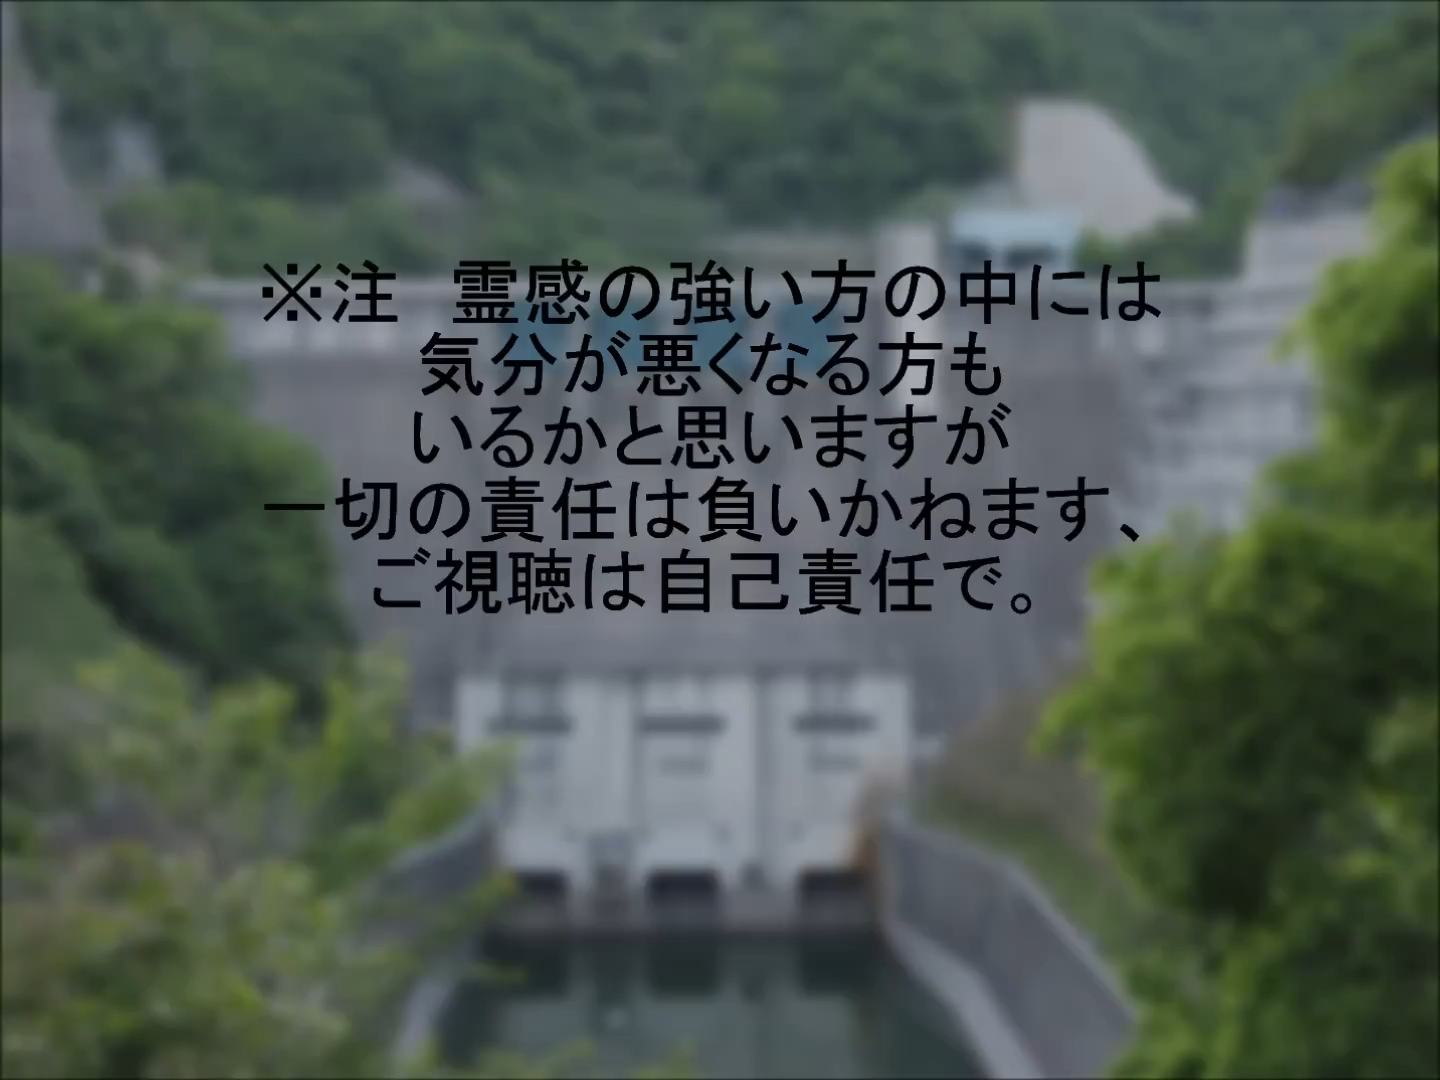 ※注　霊感の強い方の中には
気分が悪くなる方も
いるかと思いますが
一切の責任は負いかねます、
ご視聴は自己責任で。